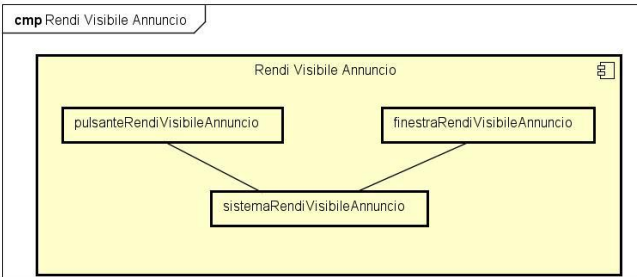 cmp Rendi Visibile Annuncio
Rendi Visibile Annuncio
pulsanteRendiVisibileAnnuncio
finestraRendiVisibileAnnuncio
sistemaRendiVisibileAnnuncio